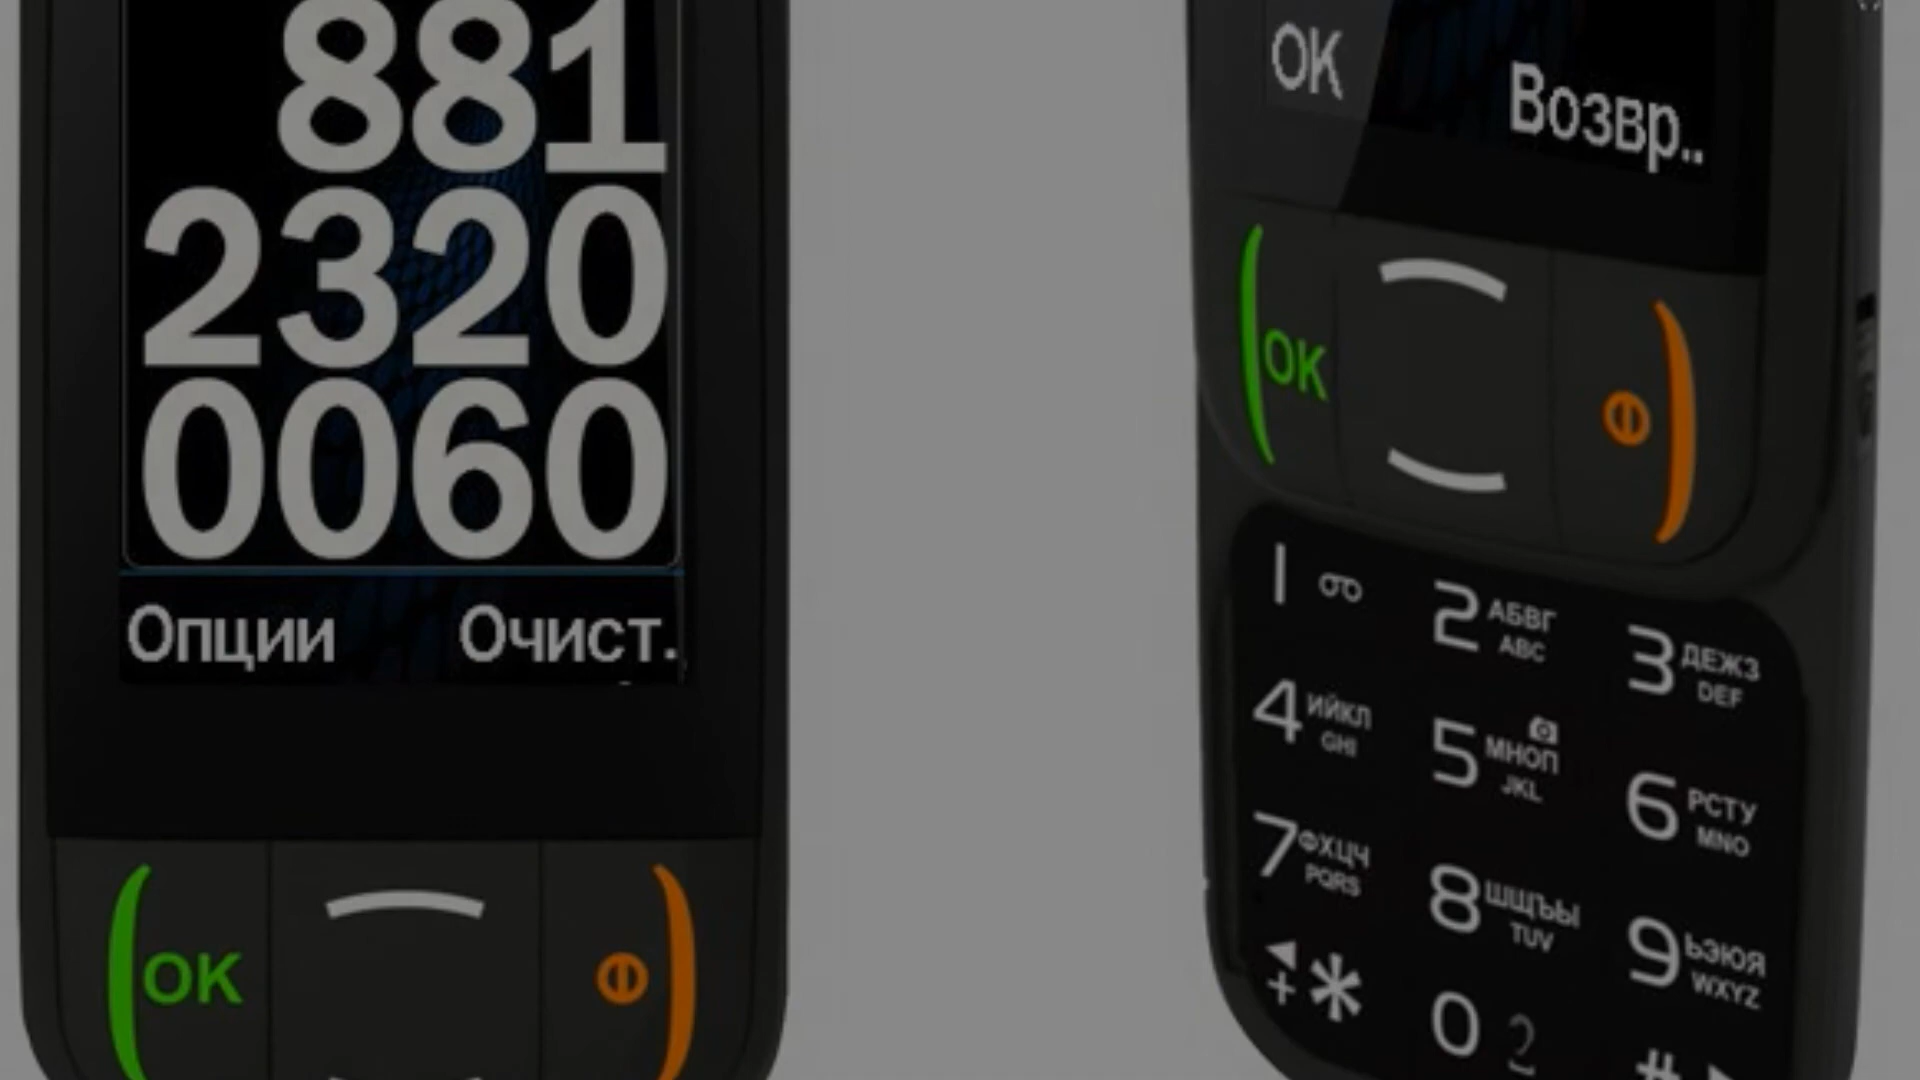 881
2320
0060
Опции Очист.
OK
OK
Возвр..
OK
1
2 АБВГ ABC
3 ДЕЖЗ DEF
4 ИЙКЛ GHI
5 МНОП JKL
6 РСТУ MNO
7 ФХЦЧ PQRS
8 ШЩЪЫ TUV
9 ЬЭЮЯ WXYZ
+ *
0
#